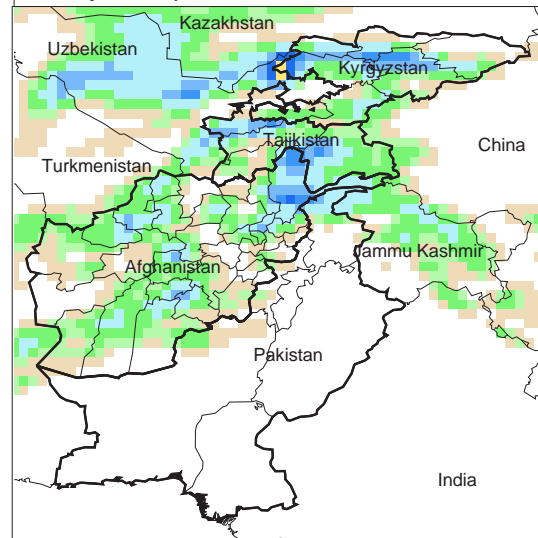 Kazakhstan
Uzbekistan
Kyrgyzstan
Tajikistan
China
Turkmenistan
Jammu Kashmir
Afghanistan
Pakistan
India